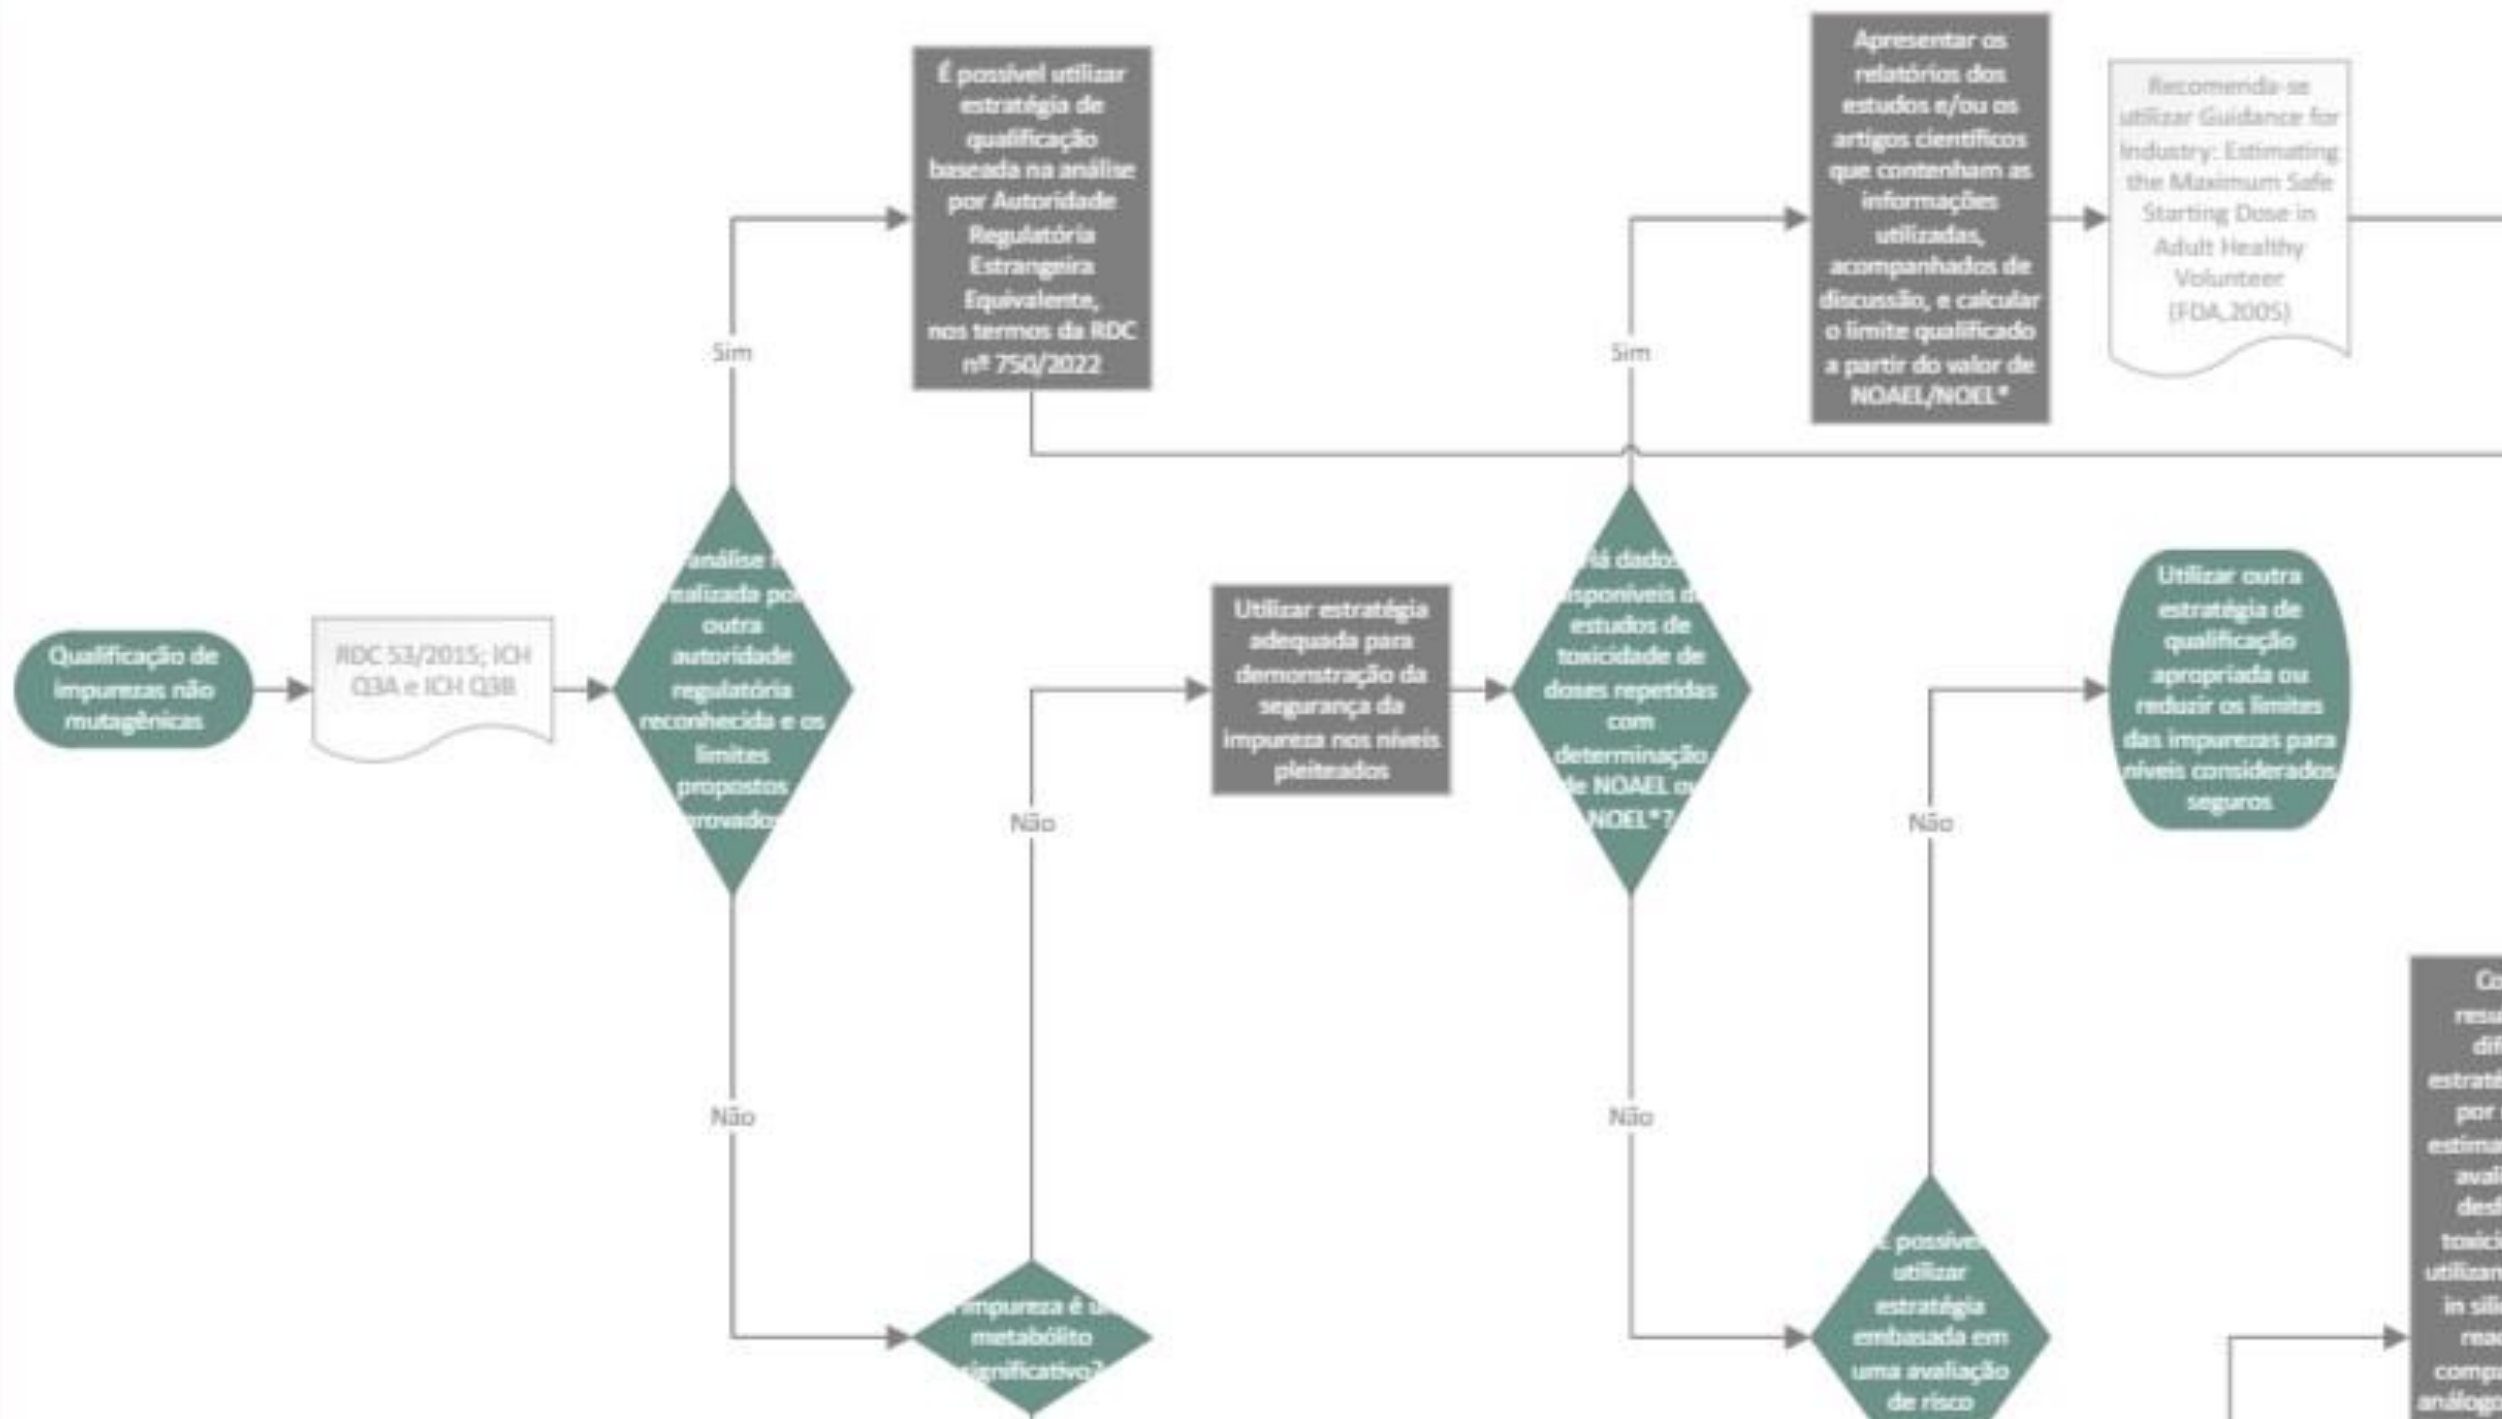 Qualificação de
impurezas não
mutagênicas
RDC 53/2015; ICH
Q3A e ICH Q3B
análise
realizada por
outra
autoridade
regulatória
reconhecida e os
limites
propostos
Sim
É possível utilizar
estratégia de
qualificação
baseada na análise
por Autoridade
Regulatória
Estrangeira
Equivalente,
nos termos da RDC
nº 750/2022
Não
impureza é
metabólito
significativo?
Não
Utilizar estratégia
adequada para
demonstração da
segurança da
impureza nos níveis
pleiteados
dados
estudos de
toxicidade de
doses repetidas
com
determinação
de NOAEL ou
NOEL*?
Sim
Apresentar os
relatórios dos
estudos e/ou os
artigos científicos
que contenham as
informações
utilizadas,
acompanhados de
discussão, e calcular
o limite qualificado
a partir do valor de
NOAEL/NOEL*
Recomenda-se
utilizar Guidance for
Industry: Estimating
the Maximum Safe
Starting Dose in
Adult Healthy
Volunteer
(FDA,2005)
Não
possível
utilizar
estratégia
embasada em
uma avaliação
de risco
Não
Utilizar outra
estratégia de
qualificação
apropriada ou
reduzir os limites
das impurezas para
níveis considerados
seguros
por
in